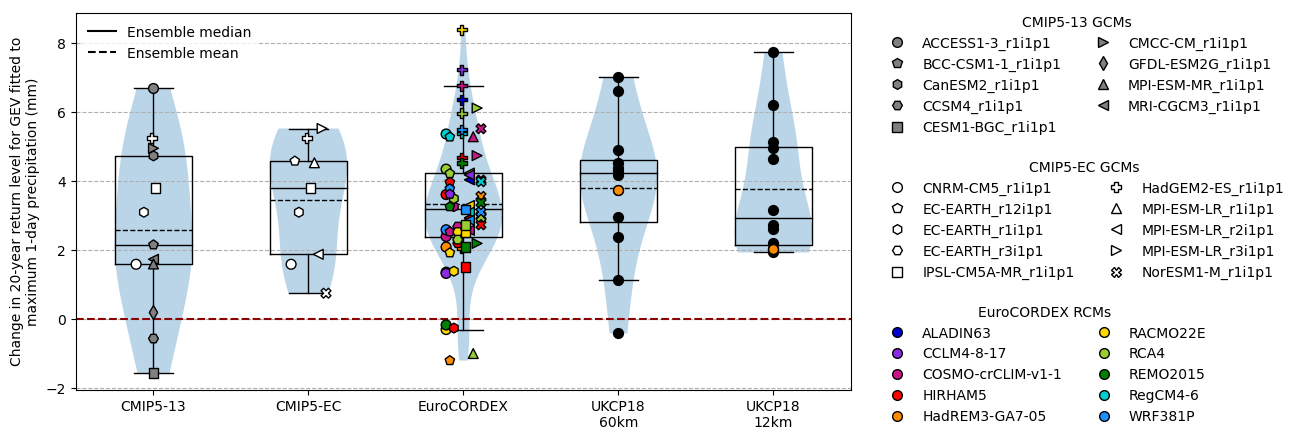 Change in 20-year return level for GEV fitted to
maximum 1-day precipitation (mm)
8
6
4
2
0
−2
Ensemble median
Ensemble mean
CMIP5-13
CMIP5-EC
EuroCORDEX
UKCP18
60km
UKCP18
12km
CMIP5-13 GCMs
ACCESS1-3_r1i1p1
BCC-CSM1-1_r1i1p1
CanESM2_r1i1p1
CCSM4_r1i1p1
CESM1-BGC_r1i1p1
CMCC-CM_r1i1p1
GFDL-ESM2G_r1i1p1
MPI-ESM-MR_r1i1p1
MRI-CGCM3_r1i1p1
CMIP5-EC GCMs
CNRM-CM5_r1i1p1
EC-EARTH_r12i1p1
EC-EARTH_r1i1p1
EC-EARTH_r3i1p1
IPSL-CM5A-MR_r1i1p1
HadGEM2-ES_r1i1p1
MPI-ESM-LR_r1i1p1
MPI-ESM-LR_r2i1p1
MPI-ESM-LR_r3i1p1
NorESM1-M_r1i1p1
EuroCORDEX RCMs
ALADIN63
CCLM4-8-17
COSMO-crCLIM-v1-1
HIRHAM5
HadREM3-GA7-05
RACMO22E
RCA4
REMO2015
RegCM4-6
WRF381P